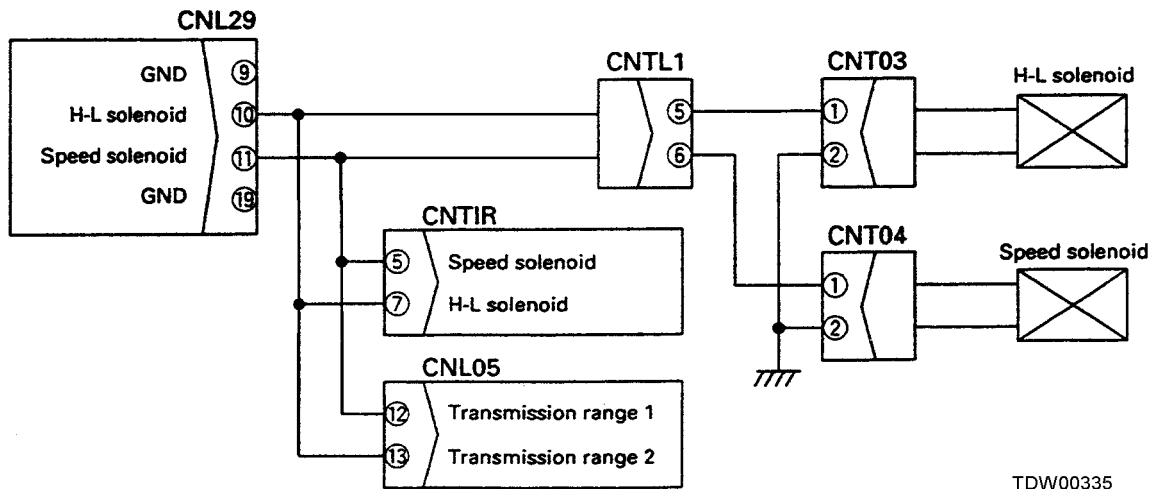 CNL29
GND ⑨
H-L solenoid ⑩
Speed solenoid ⑪
GND ⑲
CNTL1
⑤
⑥
CNT03
①
②
H-L solenoid
CNTIR
⑤ Speed solenoid
⑦ H-L solenoid
CNT04
①
②
Speed solenoid
CNL05
⑫ Transmission range 1
⑬ Transmission range 2
TDW00335